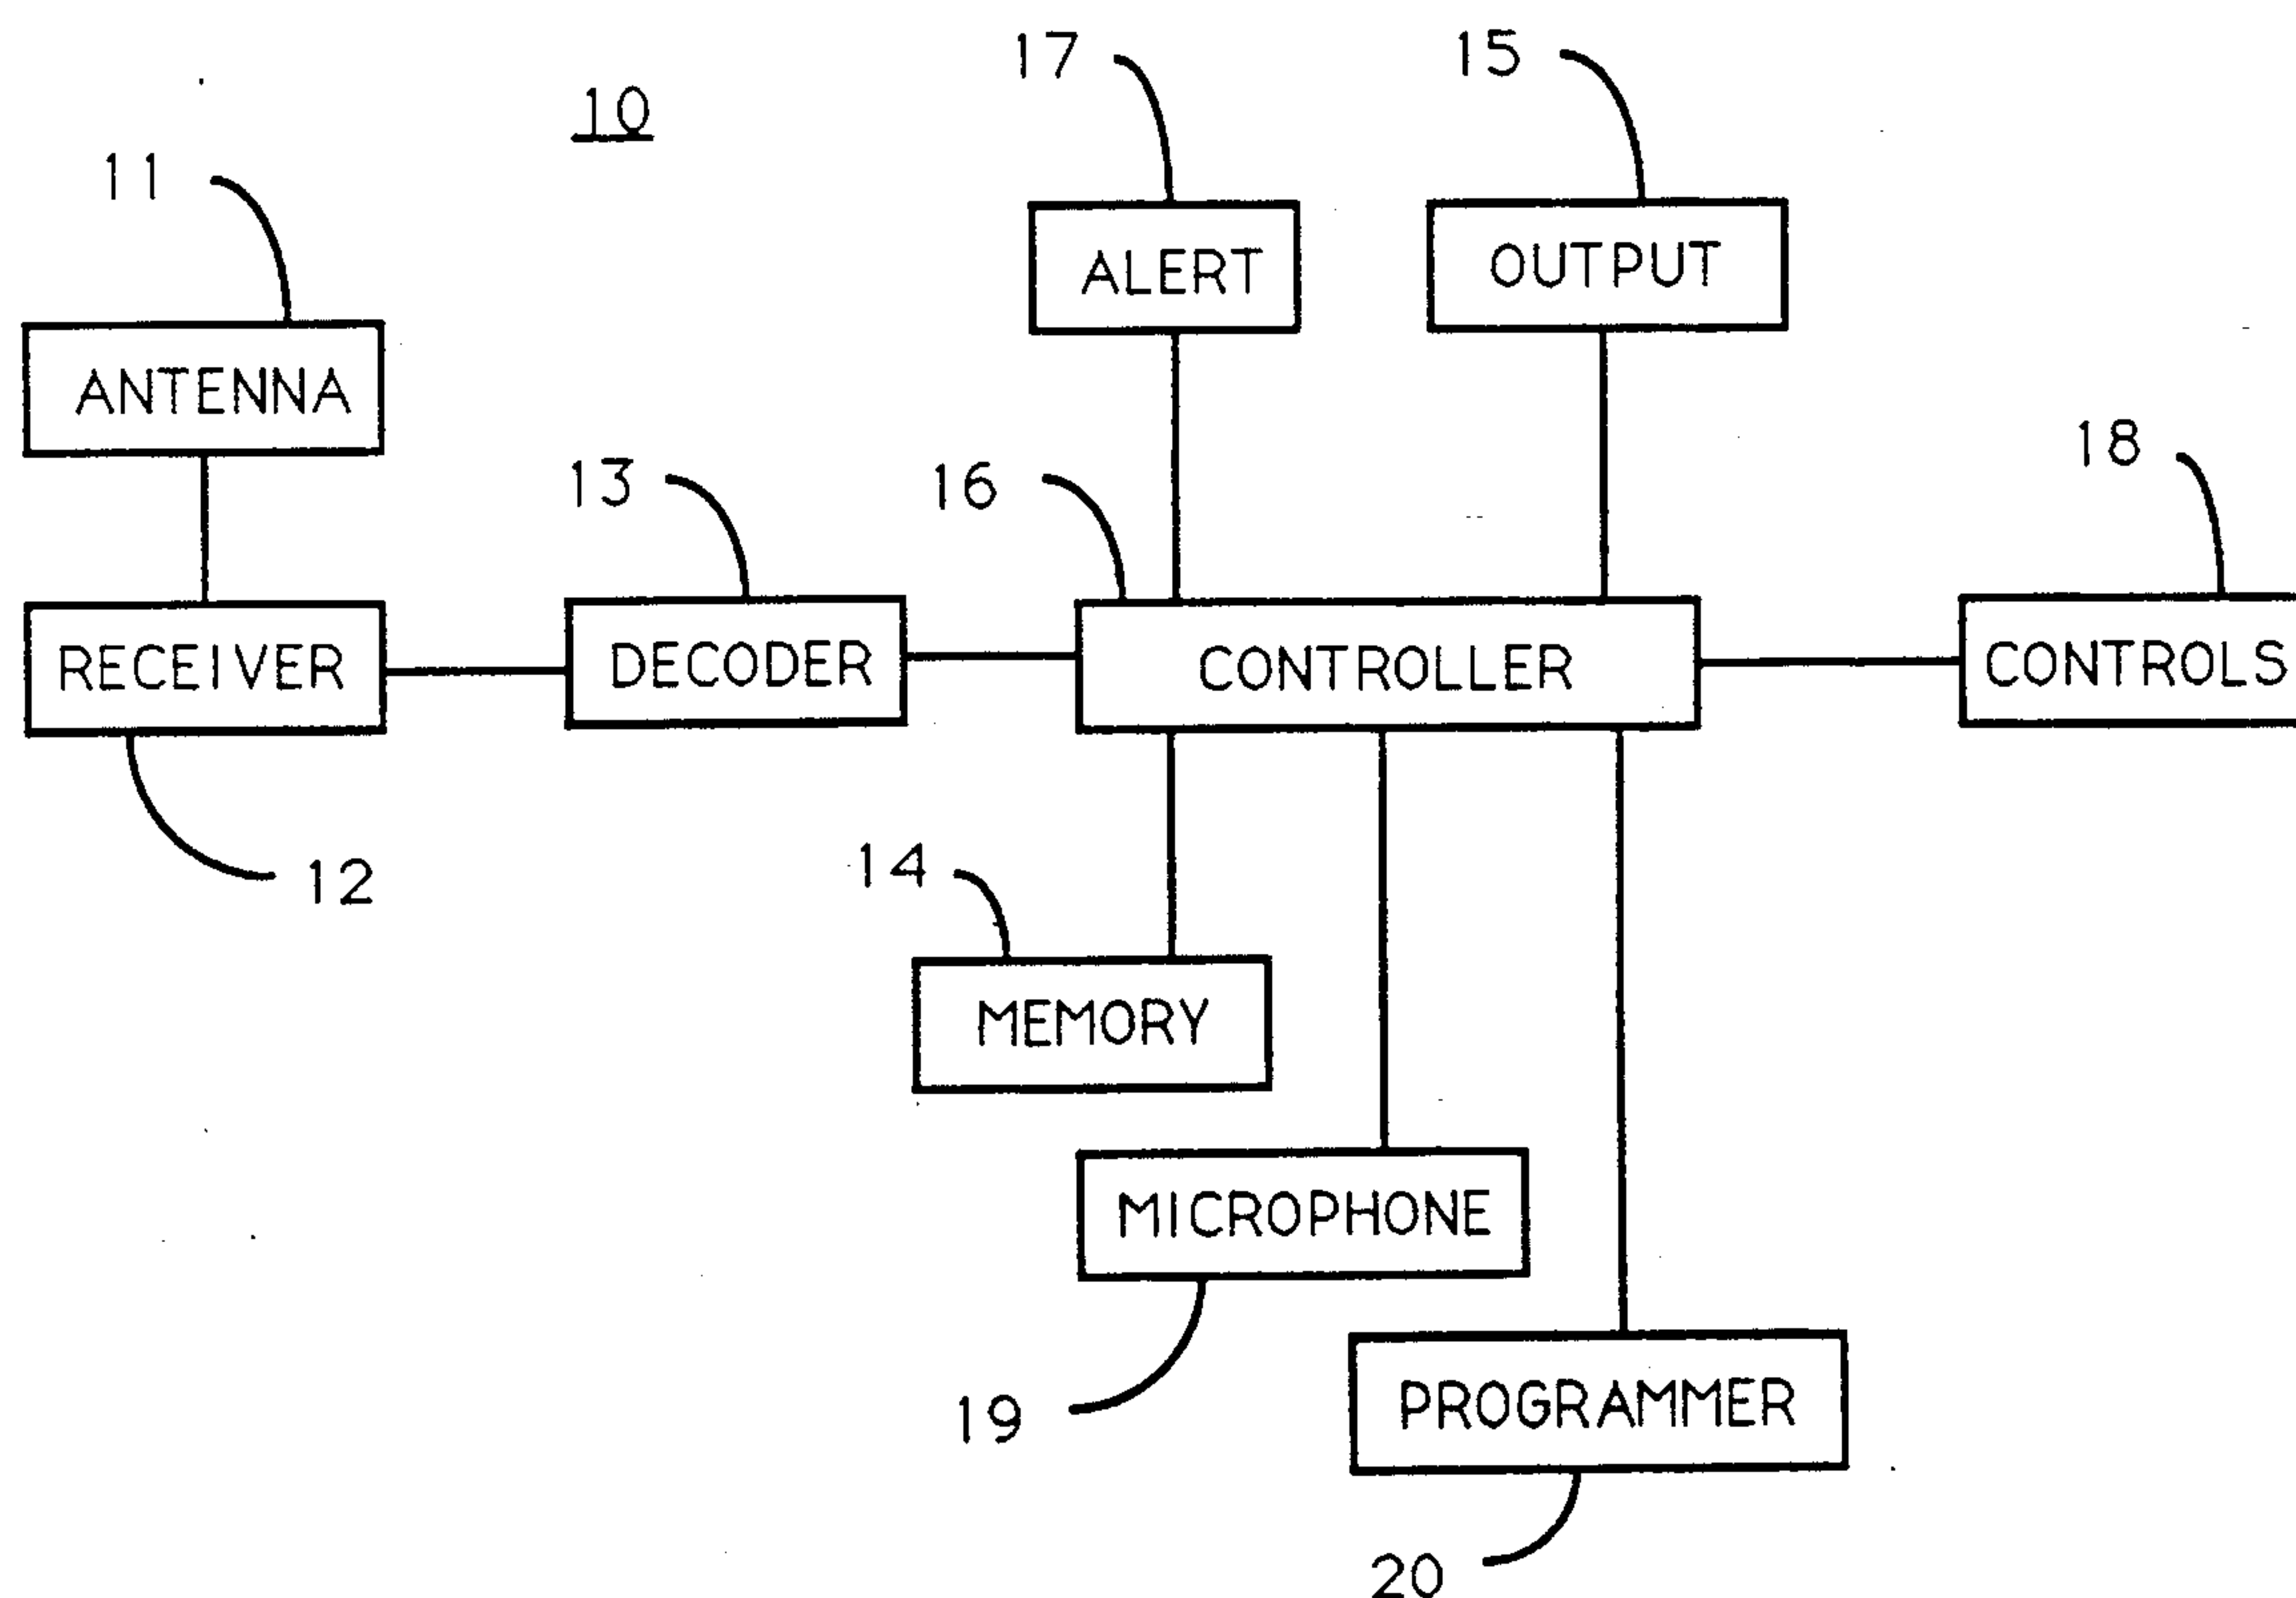 17
15
10
11
ALERT
OUTPUT
ANTENNA
18
13
16
RECEIVER
DECODER
CONTROLLER
CONTROLS
14
12
MEMORY
MICROPHONE
19
PROGRAMMER
20